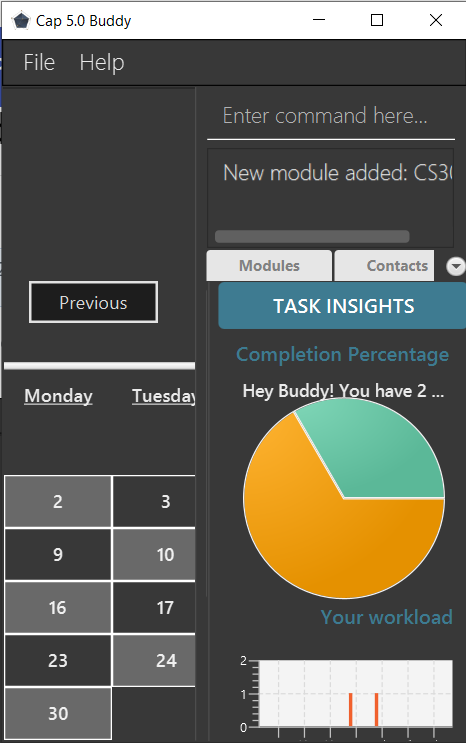 Cap 5.0 Buddy
File Help
Enter command here...
New module added: CS30
Modules Contacts
Previous
TASK INSIGHTS
Completion Percentage
Hey Buddy! You have 2 ...
Monday Tuesday
2 3
9 10
16 17
23 24
30
Your workload
2
1
0